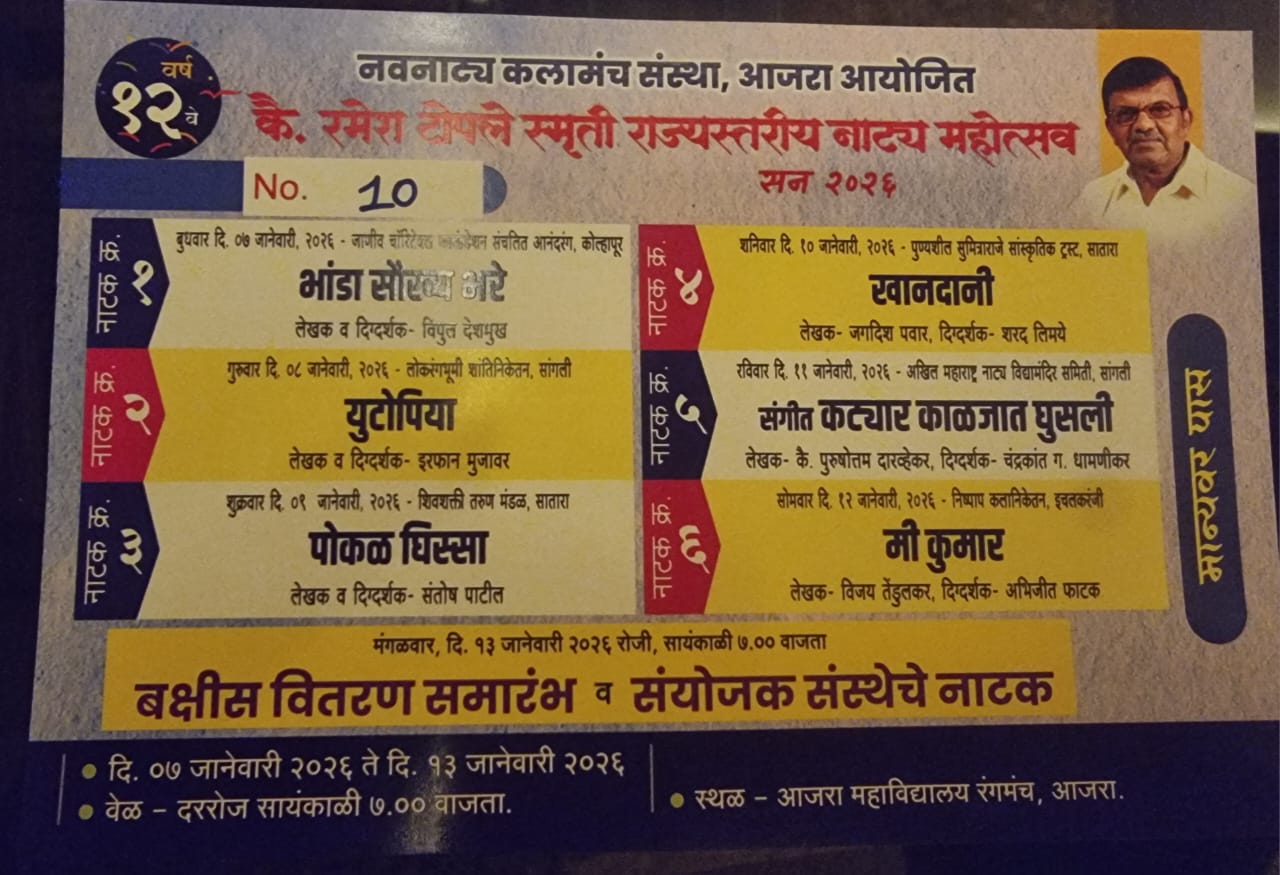 वर्ष
१२ वे
नवनाट्य कलामंच संस्था, आजरा आयोजित
कै. रमेश टोपले स्मृती राज्यस्तरीय नाट्य महोत्सव
सन २०२६
No. 10
नाटक क्र. १
बुधवार दि. ०७ जानेवारी, २०२६ - जाणीव चॅरिटेबल फाऊंडेशन संचलित आनंदरंग, कोल्हापूर
भांडा सौख्य भरे
लेखक व दिग्दर्शक- विपुल देशमुख
नाटक क्र. २
गुरुवार दि. ०८ जानेवारी, २०२६ - लोकरंगभूमी शांतिनिकेतन, सांगली
युटोपिया
लेखक व दिग्दर्शक- इरफान मुजावर
नाटक क्र. ३
शुक्रवार दि. ०९ जानेवारी, २०२६ - शिवशक्ती तरुण मंडळ, सातारा
पोकळ घिस्सा
लेखक व दिग्दर्शक- संतोष पाटील
नाटक क्र. ४
शनिवार दि. १० जानेवारी, २०२६ - पुण्यशील सुमित्राराजे सांस्कृतिक ट्रस्ट, सातारा
खानदानी
लेखक- जगदिश पवार, दिग्दर्शक- शरद लिमये
नाटक क्र. ५
रविवार दि. ११ जानेवारी, २०२६ - अखिल महाराष्ट्र नाट्य विद्यामंदिर समिती, सांगली
संगीत कट्यार काळजात घुसली
लेखक- कै. पुरुषोत्तम दारव्हेकर, दिग्दर्शक- चंद्रकांत ग. धामणीकर
नाटक क्र. ६
सोमवार दि. १२ जानेवारी, २०२६ - निष्पाप कलानिकेतन, इचलकरंजी
मी कुमार
लेखक- विजय तेंडुलकर, दिग्दर्शक- अभिजीत फाटक
मान्यवर पास
मंगळवार, दि. १३ जानेवारी २०२६ रोजी, सायंकाळी ७.०० वाजता
बक्षीस वितरण समारंभ व संयोजक संस्थेचे नाटक
• दि. ०७ जानेवारी २०२६ ते दि. १३ जानेवारी २०२६
• वेळ – दररोज सायंकाळी ७.०० वाजता.
• स्थळ – आजरा महाविद्यालय रंगमंच, आजरा.